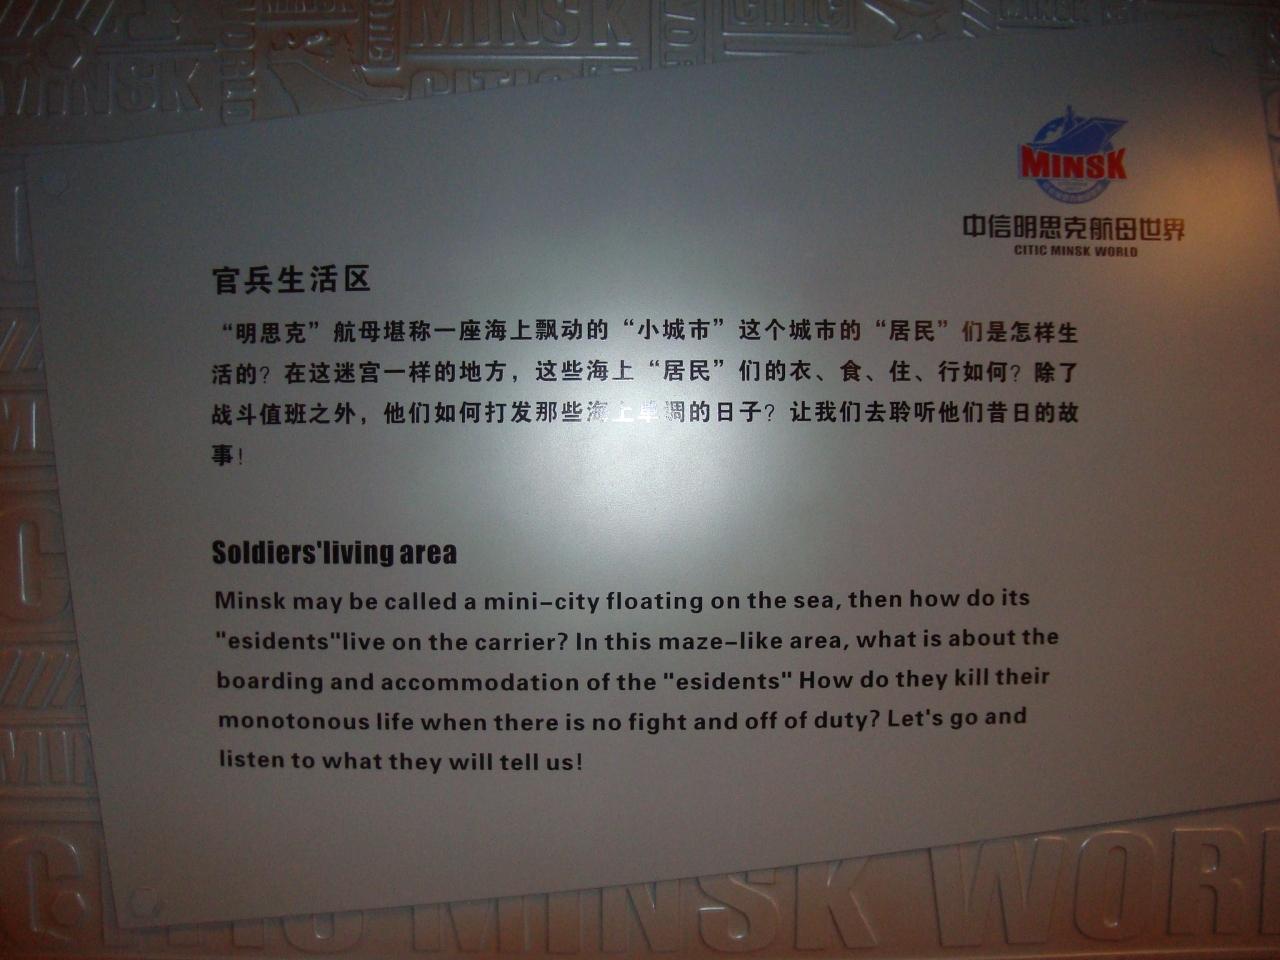 MINSK
中信明思克航母世界
CITIC MINSK WORLD
官兵生活区
“明思克”航母堪称一座海上飘动的“小城市”这个城市的“居民”们是怎样生
活的？在这迷宫一样的地方，这些海上“居民”们的衣、食、住、行如何？除了
战斗值班之外，他们如何打发那些海上单调的日子？让我们去聆听他们昔日的故
事！
Soldiers'living area
Minsk may be called a mini-city floating on the sea, then how do its
"esidents"live on the carrier? In this maze-like area, what is about the
boarding and accommodation of the "esidents" How do they kill their
monotonous life when there is no fight and off of duty? Let's go and
listen to what they will tell us!
CITIC MINSK WOR